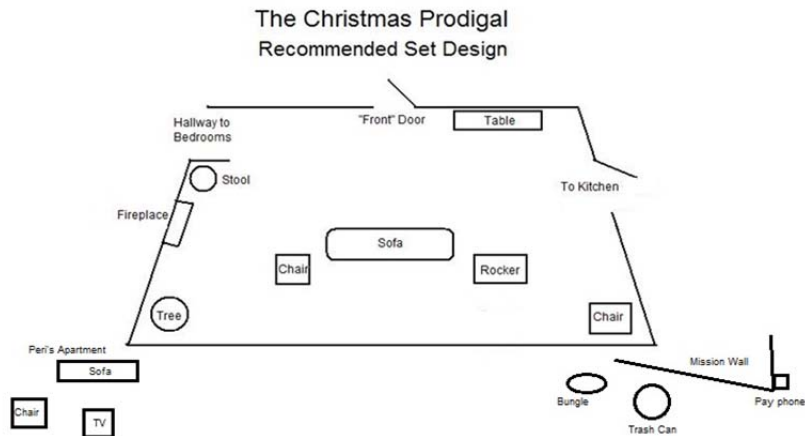 The Christmas Prodigal
Recommended Set Design
Hallway to
Bedrooms
"Front" Door
Table
Stool
To Kitchen
Fireplace
Sofa
Chair
Rocker
Tree
Chair
Peri's Apartment
Sofa
Mission Wall
Chair
TV
Bungle
Trash Can
Pay phone